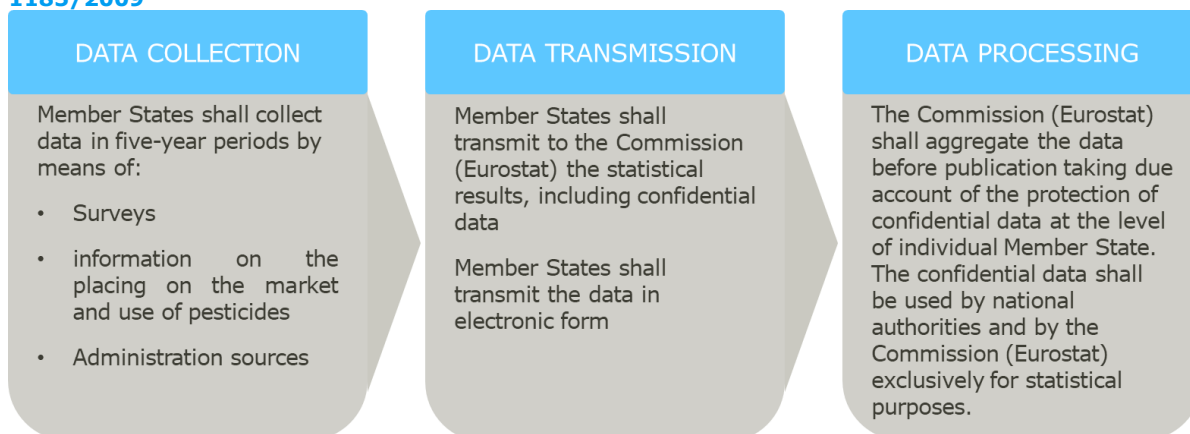 1185/2009
DATA COLLECTION
Member States shall collect
data in five-year periods by
means of:
• Surveys
• information on the
placing on the market
and use of pesticides
• Administration sources
DATA TRANSMISSION
Member States shall
transmit to the Commission
(Eurostat) the statistical
results, including confidential
data
Member States shall
transmit the data in
electronic form
DATA PROCESSING
The Commission (Eurostat)
shall aggregate the data
before publication taking due
account of the protection of
confidential data at the level
of individual Member State.
The confidential data shall
be used by national
authorities and by the
Commission (Eurostat)
exclusively for statistical
purposes.